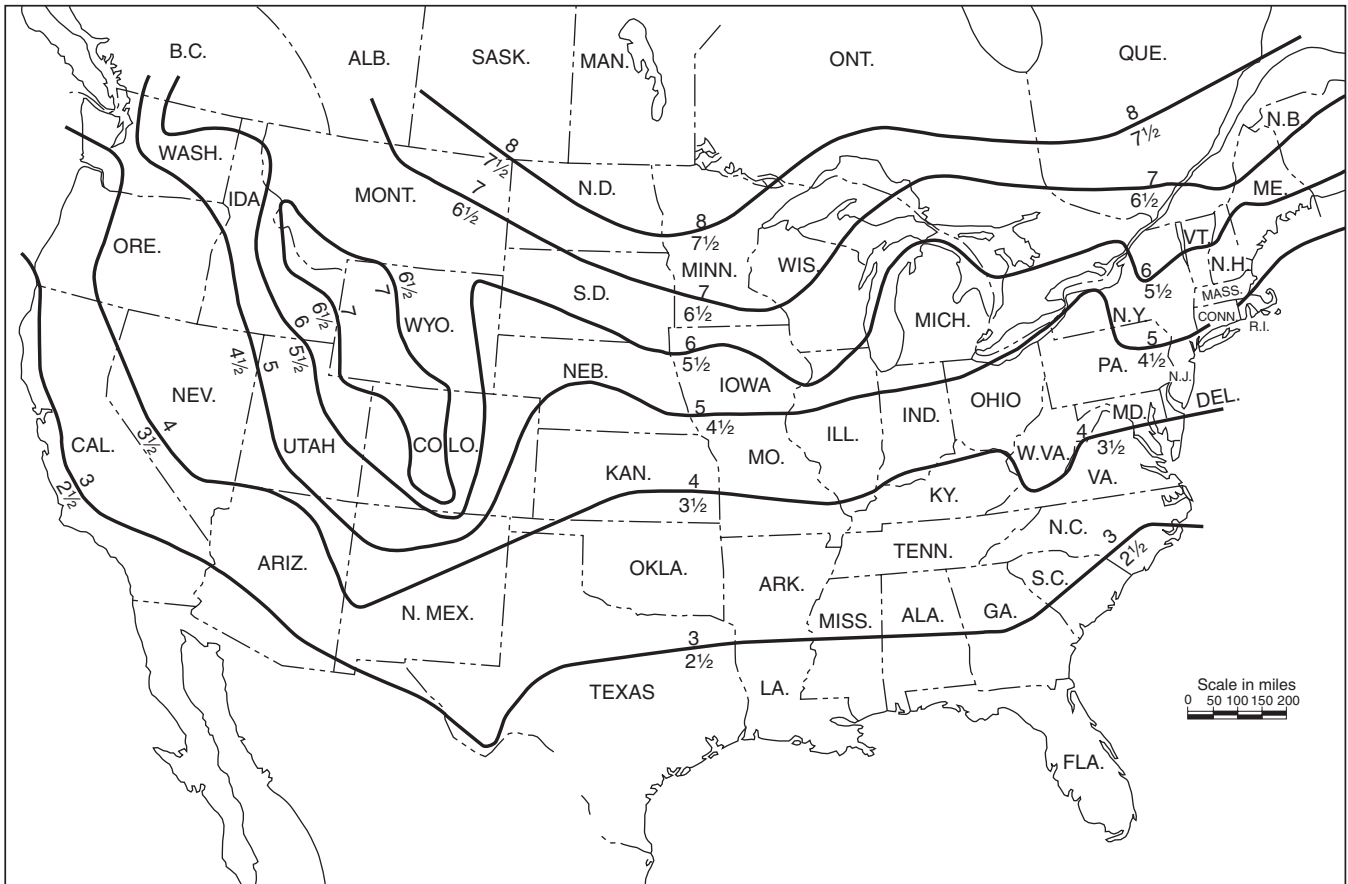 B.C.
ALB.
SASK.
MAN.
ONT.
QUE.
N.B.
8
7½
8
7½
8
7½
WASH.
IDA.
MONT.
N.D.
7
6½
7
6½
ME.
ORE.
MINN.
WIS.
VT.
N.H.
6½
7
6½
7
WYO.
S.D.
7
6½
MICH.
6
5½
MASS.
CONN.
R.I.
N.Y.
6
5½
4½
5
NEV.
NEB.
6
5½
IOWA
5
4½
PA.
N.J.
CAL.
4
3½
UTAH
COLO.
5
4½
ILL.
IND.
OHIO
MD.
DEL.
4
3½
3
2½
KAN.
MO.
W.VA.
VA.
4
3½
KY.
ARIZ.
N. MEX.
OKLA.
ARK.
TENN.
N.C.
3
2½
S.C.
MISS.
ALA.
GA.
3
2½
TEXAS
LA.
FLA.
Scale in miles
0 50 100 150 200